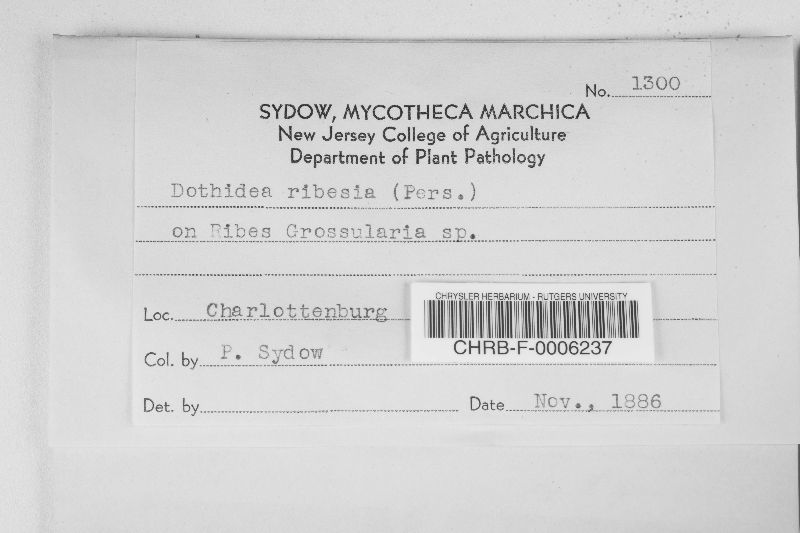 No. 1300
SYDOW, MYCOTHECA MARCHICA
New Jersey College of Agriculture
Department of Plant Pathology
Dothidea ribesia (Pers.)
on Ribes Grossularia sp.
Loc. Charlottenburg
CHRYSLER HERBARIUM - RUTGERS UNIVERSITY
CHRB-F-0006237
Col. by P. Sydow
Det. by
Date Nov., 1886